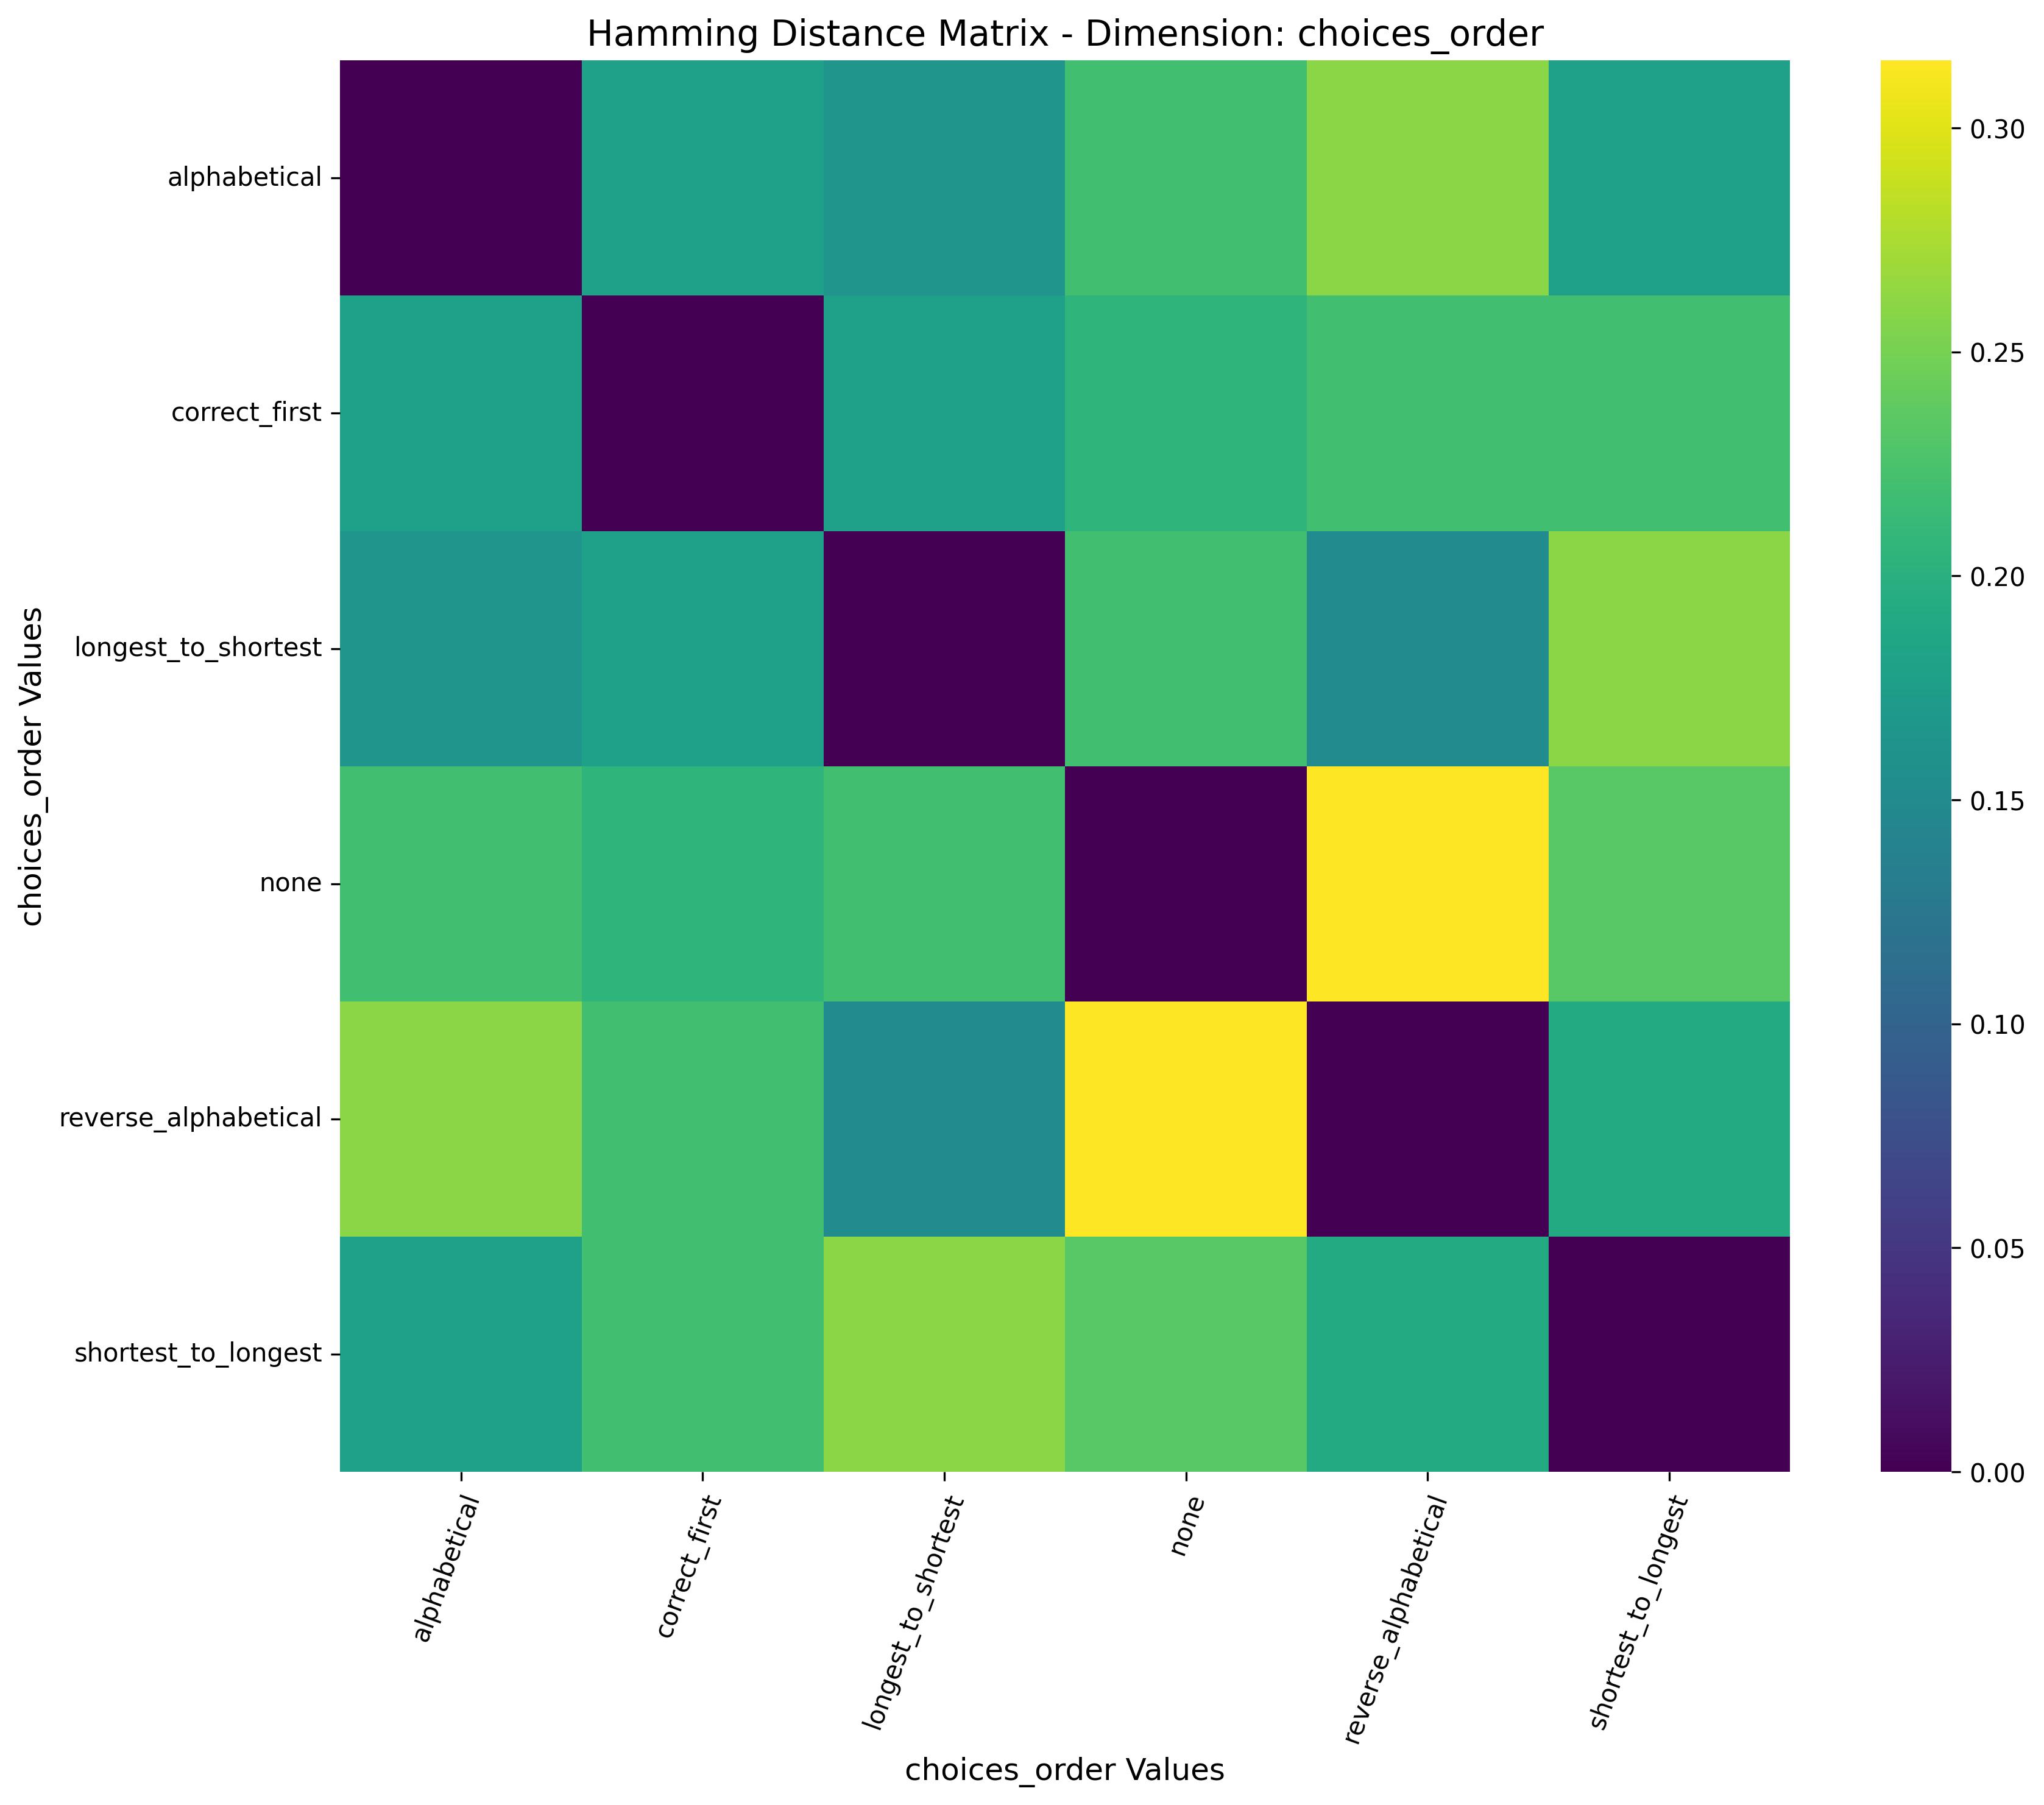 Hamming Distance Matrix - Dimension: choices_order
choices_order Values
alphabetical
correct_first
longest_to_shortest
none
reverse_alphabetical
shortest_to_longest
alphabetical
correct_first
longest_to_shortest
none
reverse_alphabetical
shortest_to_longest
choices_order Values
0.30
0.25
0.20
0.15
0.10
0.05
0.00